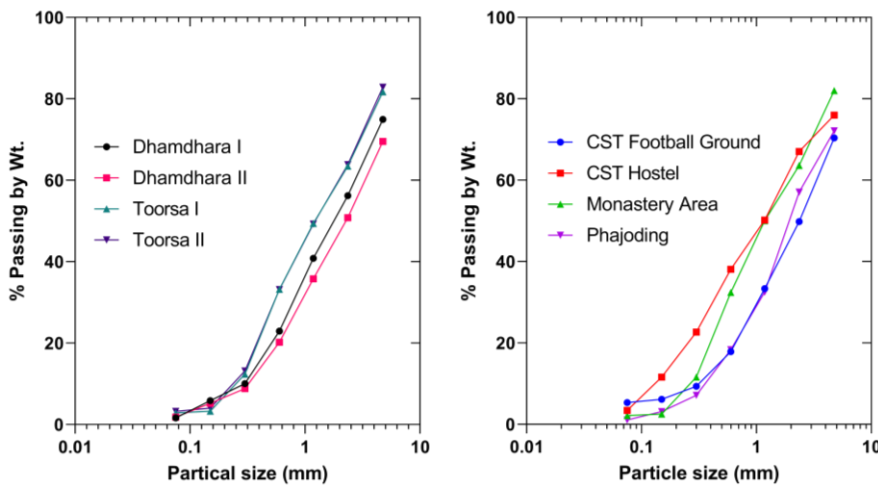 100
80
60
40
20
0
% Passing by Wt.
Dhamdhara I
Dhamdhara II
Toorsa I
Toorsa II
0.01 0.1 1 10
Partical size (mm)
100
80
60
40
20
0
% Passing by Wt.
CST Football Ground
CST Hostel
Monastery Area
Phajoding
0.01 0.1 1 10
Particle size (mm)